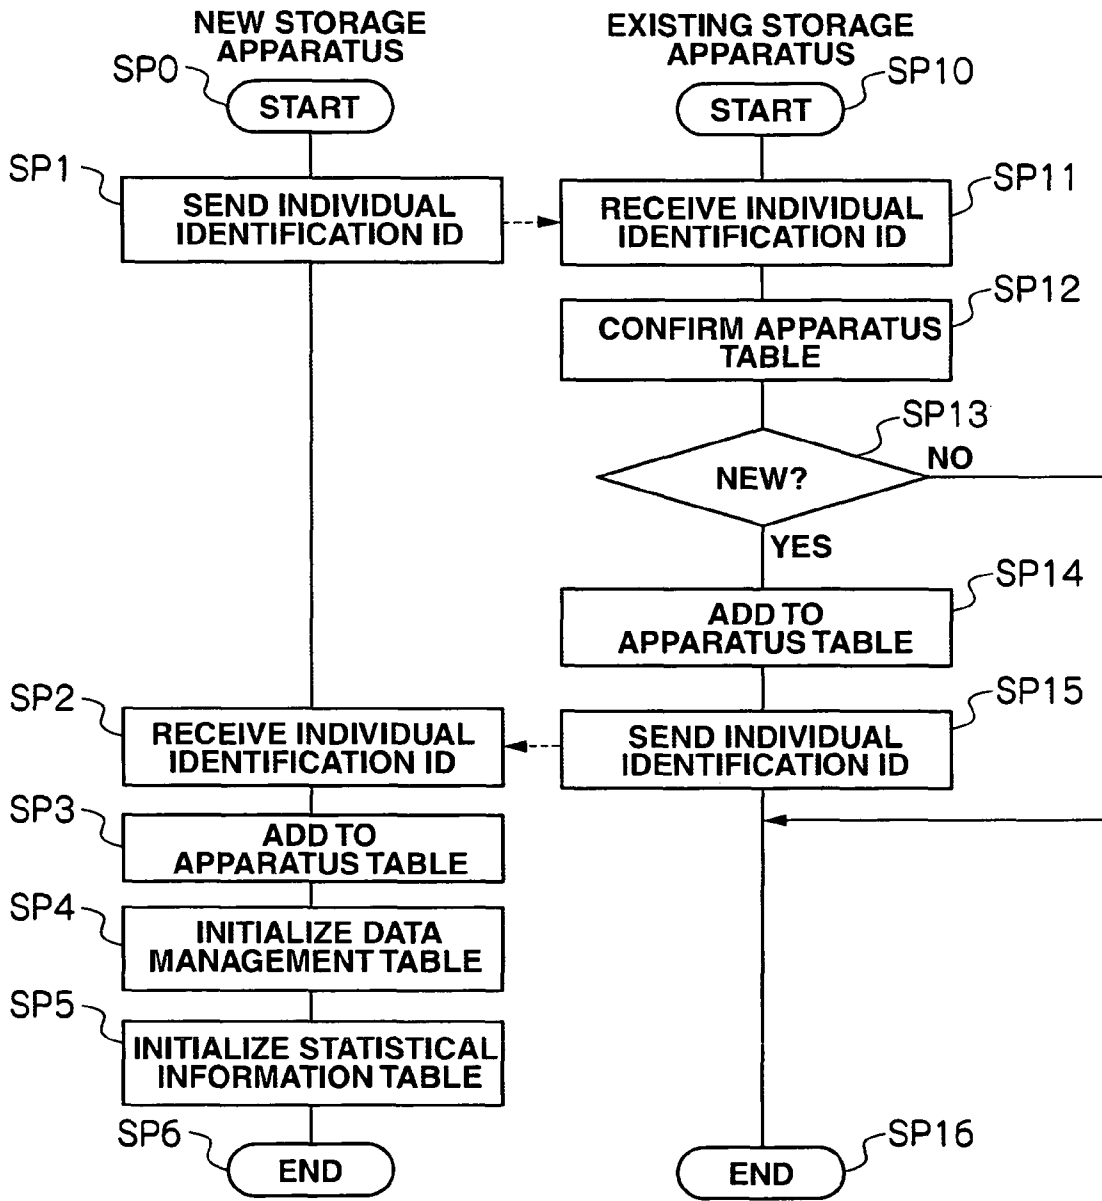 NEW STORAGE
APPARATUS
EXISTING STORAGE
APPARATUS
SP0
START
SP10
START
SP1
SEND INDIVIDUAL
IDENTIFICATION ID
SP11
RECEIVE INDIVIDUAL
IDENTIFICATION ID
SP12
CONFIRM APPARATUS
TABLE
SP13
NEW?
NO
YES
SP14
ADD TO
APPARATUS TABLE
SP2
RECEIVE INDIVIDUAL
IDENTIFICATION ID
SP15
SEND INDIVIDUAL
IDENTIFICATION ID
SP3
ADD TO
APPARATUS TABLE
SP4
INITIALIZE DATA
MANAGEMENT TABLE
SP5
INITIALIZE STATISTICAL
INFORMATION TABLE
SP6
END
SP16
END